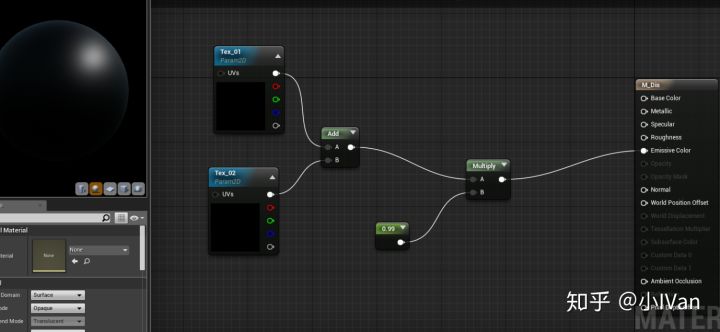 Tex_01
Param2D
UVs
Add
A
B
Tex_02
Param2D
UVs
Multiply
A
B
0.99
M_Dis
Base Color
Metallic
Specular
Roughness
Emissive Color
Opacity
Opacity Mask
Normal
World Position Offset
World Displacement
Tessellation Multiplier
Subsurface Color
Custom Data 0
Custom Data 1
Ambient Occlusion
l Material
aterial
None
None
Domain
Surface
ode
Opaque
end Mode
Translucent
知乎 @小IVan
MATER